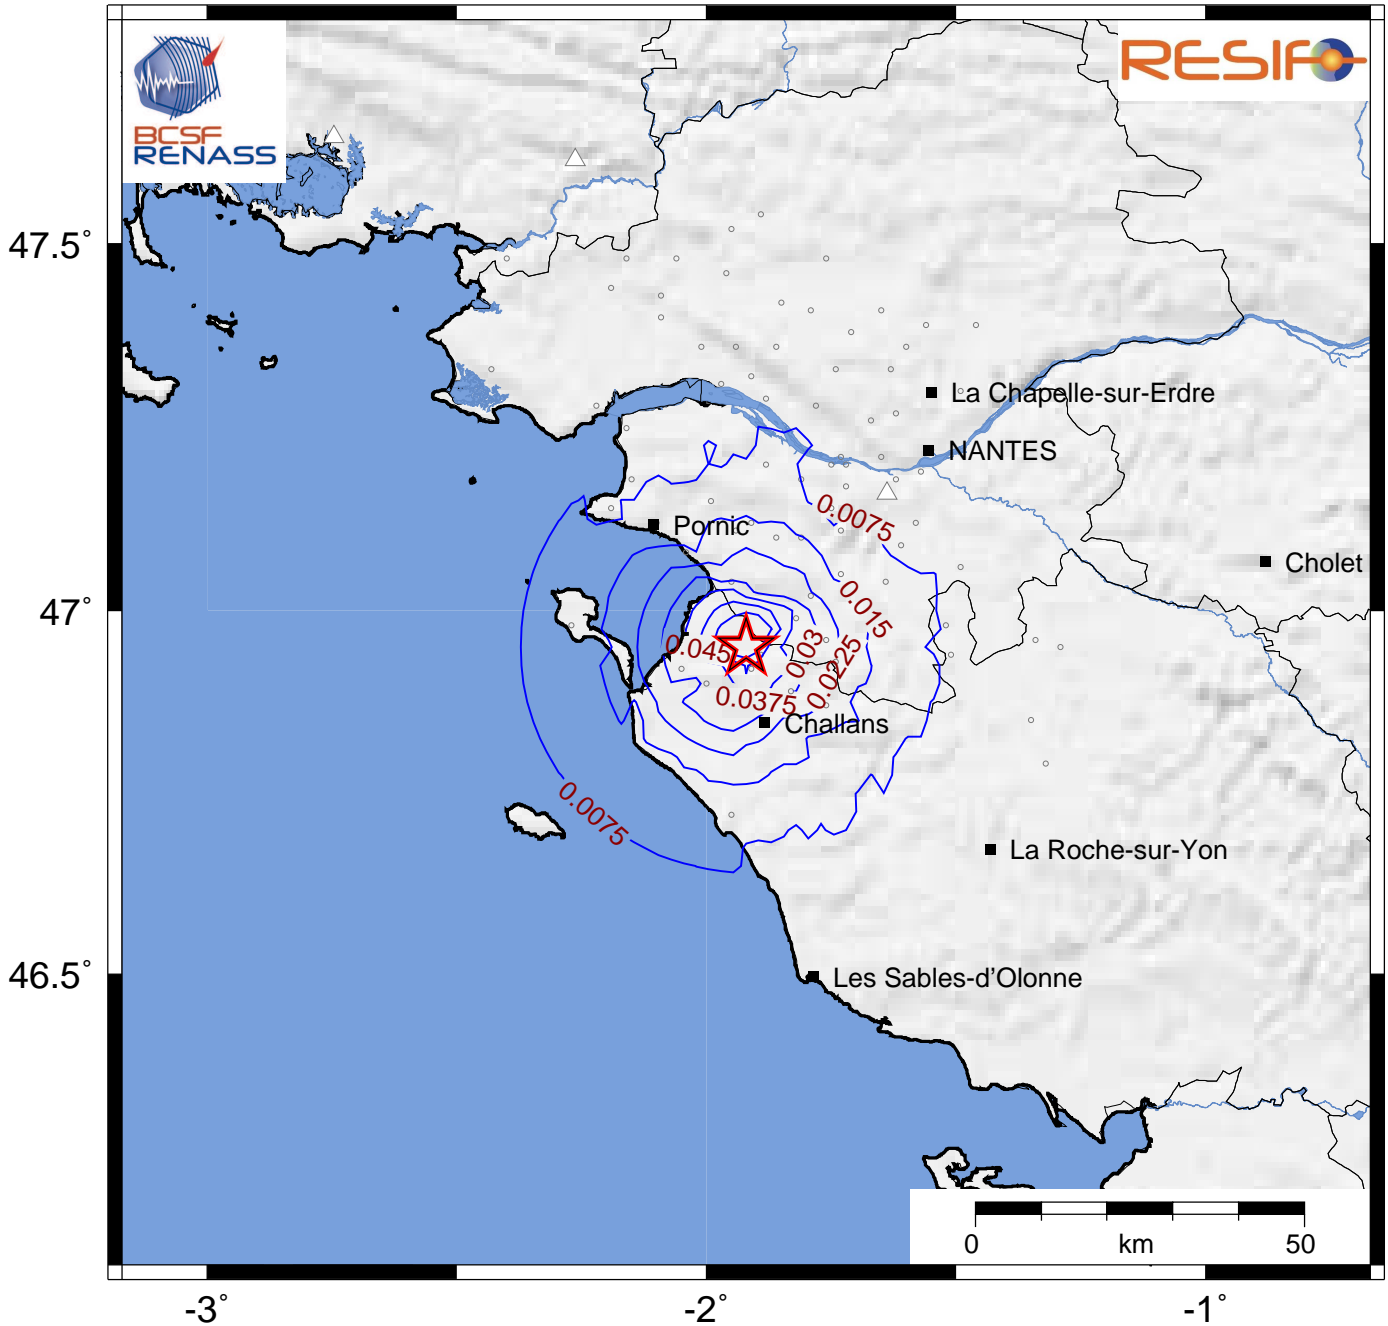 BCSF
RENASS
RESIF
47.5°
La Chapelle-sur-Erdre
NANTES
0.0075
Pornic
Cholet
47°
0.015
0.045
0.03
0.0225
0.0375
Challans
0.0075
La Roche-sur-Yon
46.5°
Les Sables-d'Olonne
0 km 50
-3° -2° -1°